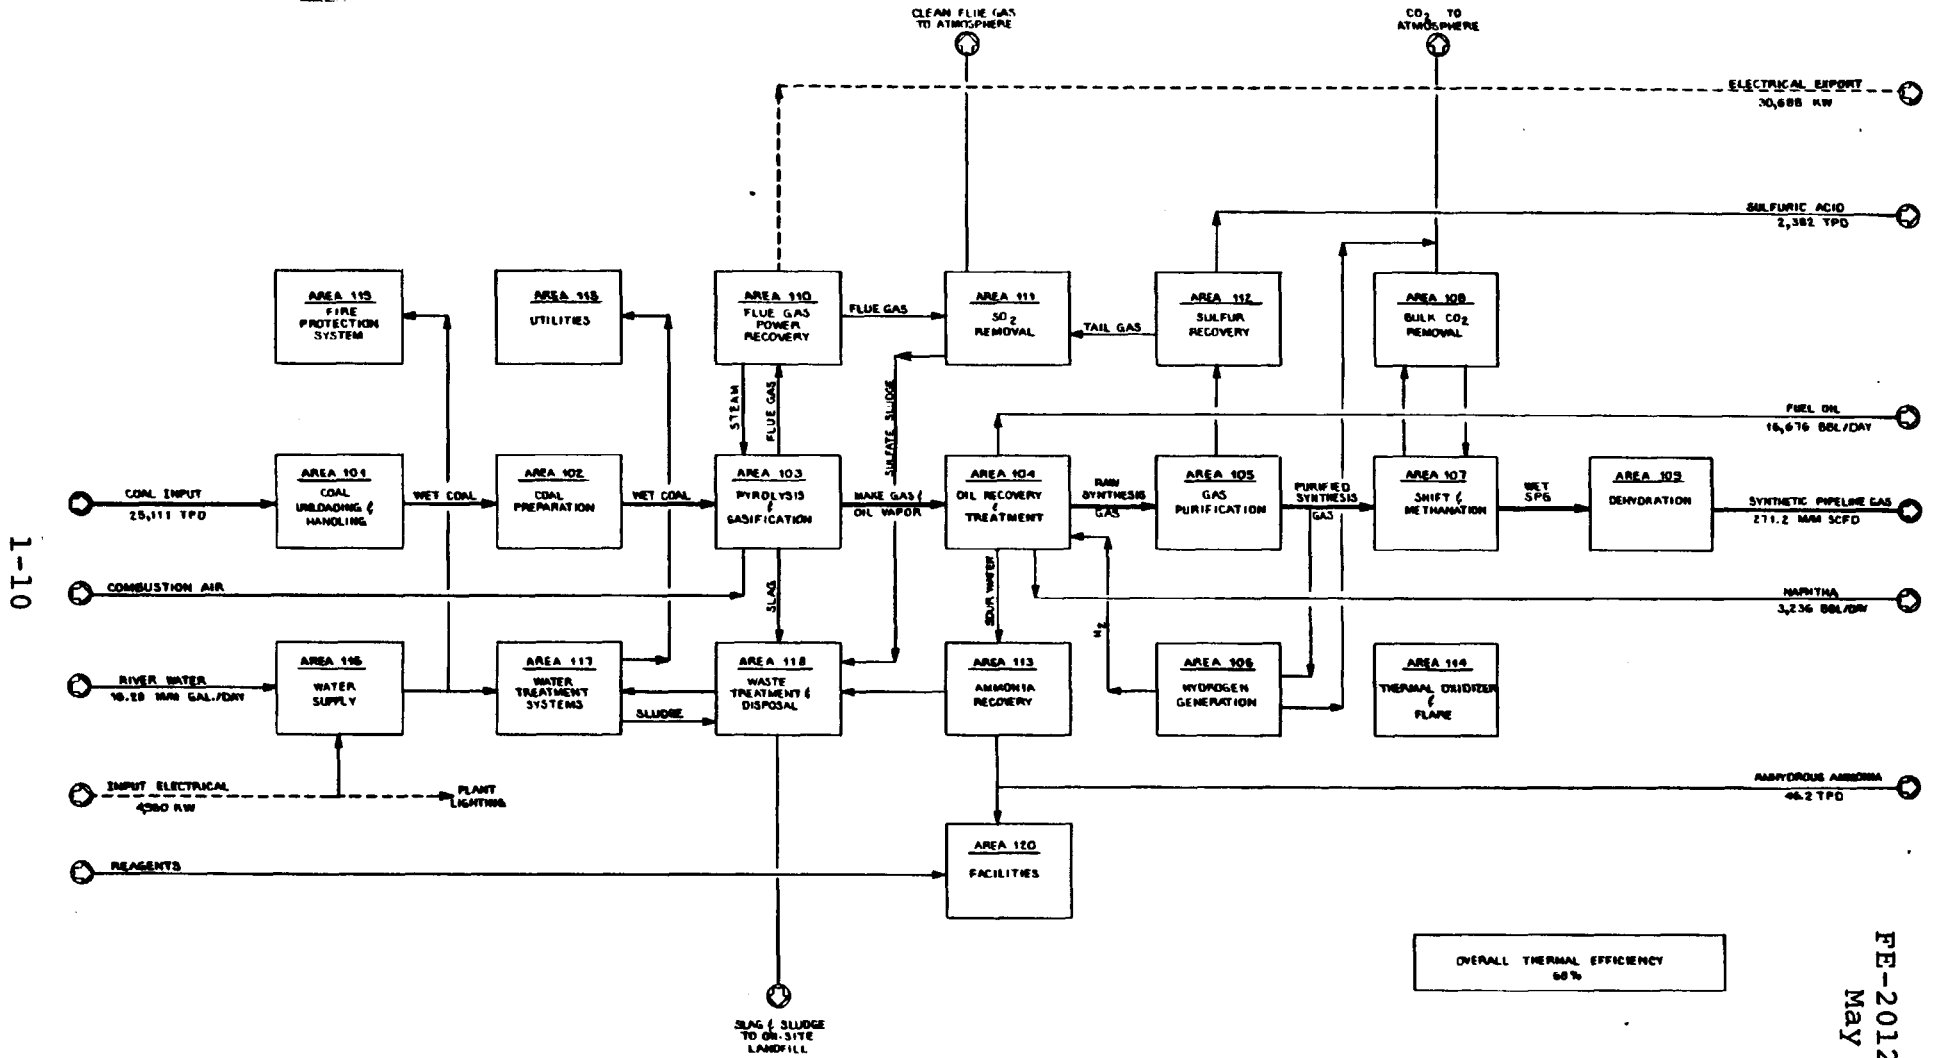 CLEAN FLUE GAS
TO ATMOSPHERE
CO2 TO
ATMOSPHERE
ELECTRICAL EXPORT
30,688 KW
SULFURIC ACID
2,382 TPD
AREA 119
FIRE
PROTECTION
SYSTEM
UTILITIES
AREA 110
FLUE GAS
POWER
RECOVERY
FLUE GAS
AREA 111
SO2
REMOVAL
TAIL GAS
AREA 112
SULFUR
RECOVERY
AREA 108
BULK CO2
REMOVAL
STEAM
FLUE GAS
SULFATE SLUDGE
FUEL OIL
16,676 BBL/DAY
COAL INPUT
25,111 TPD
AREA 101
COAL
UNLOADING &
HANDLING
WET COAL
AREA 102
COAL
PREPARATION
WET COAL
AREA 103
PYROLYSIS
&
GASIFICATION
MAKE GAS &
OIL VAPOR
AREA 104
OIL RECOVERY
&
TREATMENT
RAW
SYNTHESIS
GAS
AREA 105
GAS
PURIFICATION
PURIFIED
SYNTHESIS
GAS
AREA 107
SHIFT &
METHANATION
WET
SPG
AREA 109
DEHYDRATION
SYNTHETIC PIPELINE GAS
271.2 MM SCFD
COMBUSTION AIR
SLAG
SOUR WATER
H2
NAPHTHA
3,236 BBL/DAY
RIVER WATER
MM GAL./DAY
AREA 116
WATER
SUPPLY
AREA 117
WATER
TREATMENT
SYSTEMS
SLUDGE
AREA 118
WASTE
TREATMENT &
DISPOSAL
AREA 113
AMMONIA
RECOVERY
AREA 106
HYDROGEN
GENERATION
AREA 114
THERMAL OXIDIZER
&
FLARE
INPUT ELECTRICAL
KW
PLANT
LIGHTING
ANHYDROUS AMMONIA
46.2 TPD
REAGENTS
AREA 120
FACILITIES
OVERALL THERMAL EFFICIENCY
SLAG & SLUDGE
TO ON-SITE
LANDFILL
1-10
FE-2012
May